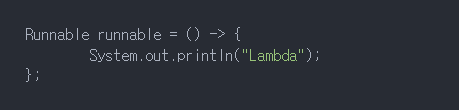 Runnable runnable = () -> {
        System.out.println("Lambda");
};